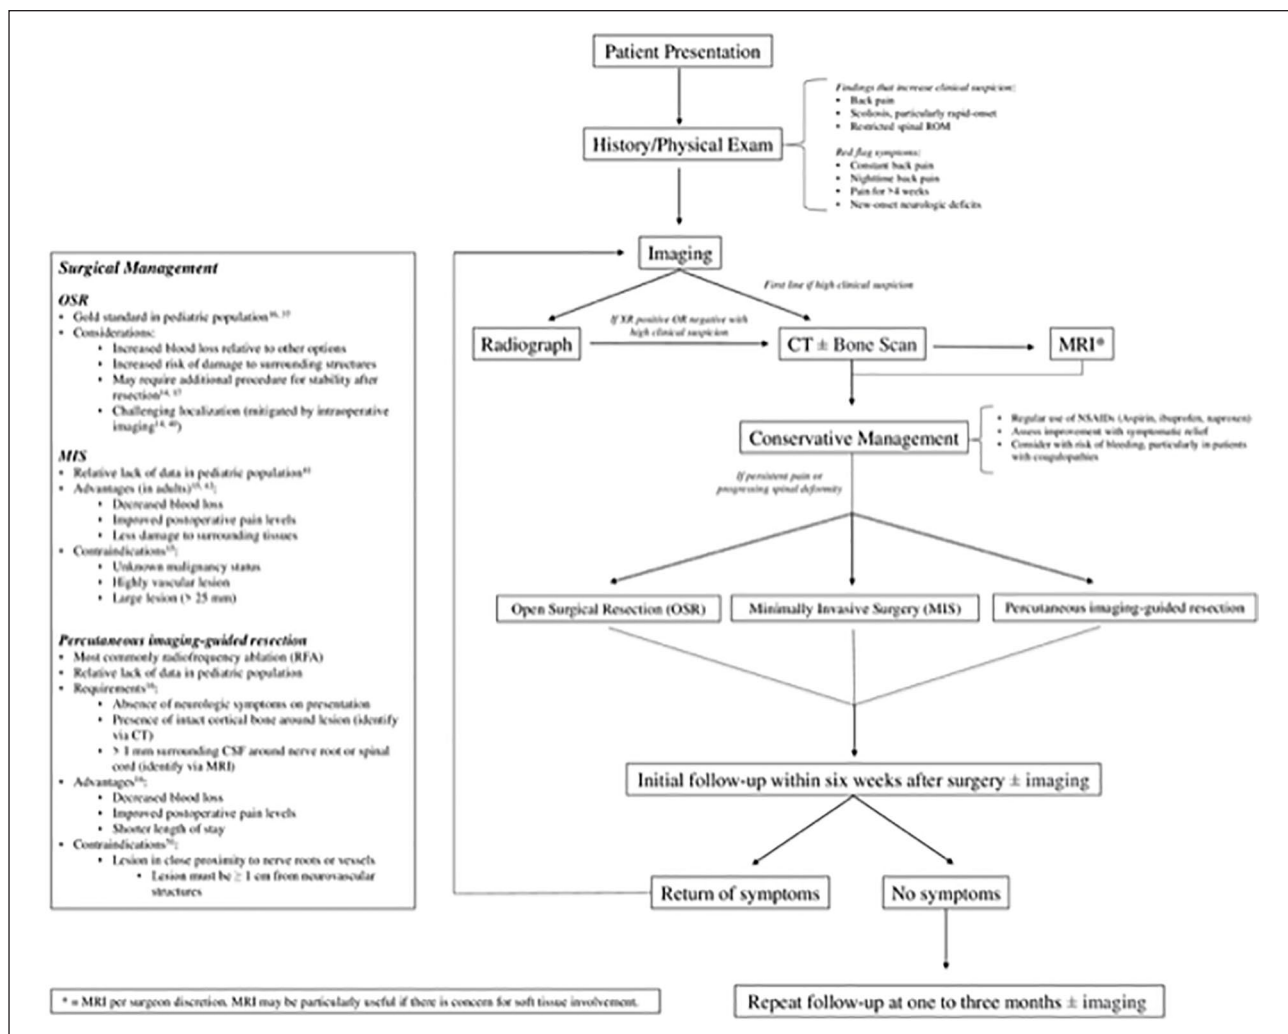 Patient Presentation
History/Physical Exam
Findings that increase clinical suspicion:
• Back pain
• Scoliosis, particularly rapid-onset
• Restricted spinal ROM
Red flag symptoms:
• Constant back pain
• Nighttime back pain
• Pain for >4 weeks
• New-onset neurologic deficits
Imaging
First line if high clinical suspicion
If XR positive OR negative with
high clinical suspicion
Radiograph
CT ± Bone Scan
MRI*
Conservative Management
• Regular use of NSAIDs (Aspirin, ibuprofen, naproxen)
• Assess improvement with symptomatic relief
• Consider with risk of bleeding, particularly in patients
with coagulopathies
If persistent pain or
progressing spinal deformity
Open Surgical Resection (OSR)
Minimally Invasive Surgery (MIS)
Percutaneous imaging-guided resection
Initial follow-up within six weeks after surgery ± imaging
Return of symptoms
No symptoms
Repeat follow-up at one to three months ± imaging
Surgical Management
OSR
• Gold standard in pediatric population
• Considerations:
• Increased blood loss relative to other options
• Increased risk of damage to surrounding structures
• May require additional procedure for stability after
resection
• Challenging localization (mitigated by intraoperative
imaging)
MIS
• Relative lack of data in pediatric population
• Advantages (in adults):
• Decreased blood loss
• Improved postoperative pain levels
• Less damage to surrounding tissues
• Contraindications:
• Unknown malignancy status
• Highly vascular lesion
• Large lesion (> 25 mm)
Percutaneous imaging-guided resection
• Most commonly radiofrequency ablation (RFA)
• Relative lack of data in pediatric population
• Requirements:
• Absence of neurologic symptoms on presentation
• Presence of intact cortical bone around lesion (identify
via CT)
• > 1 mm surrounding CSF around nerve root or spinal
cord (identify via MRI)
• Advantages:
• Decreased blood loss
• Improved postoperative pain levels
• Shorter length of stay
• Contraindications:
• Lesion in close proximity to nerve roots or vessels
• Lesion must be ≥ 1 cm from neurovascular
structures
* = MRI per surgeon discretion. MRI may be particularly useful if there is concern for soft tissue involvement.